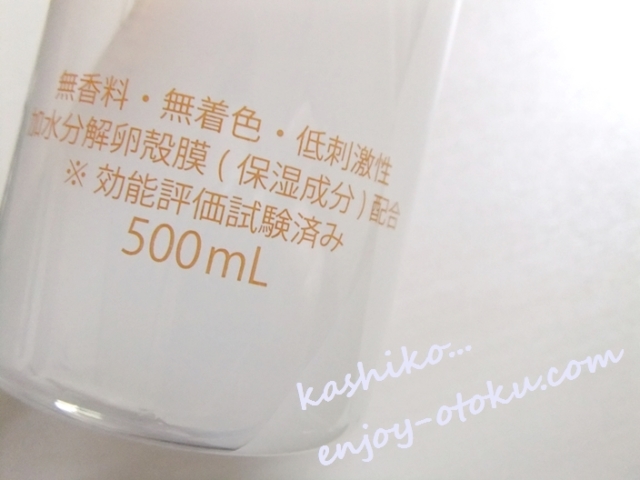 無香料・無着色・低刺激性
加水分解卵殻膜(保湿成分)配合
※効能評価試験済み
500mL
kashiko...
enjoy-otoku.com